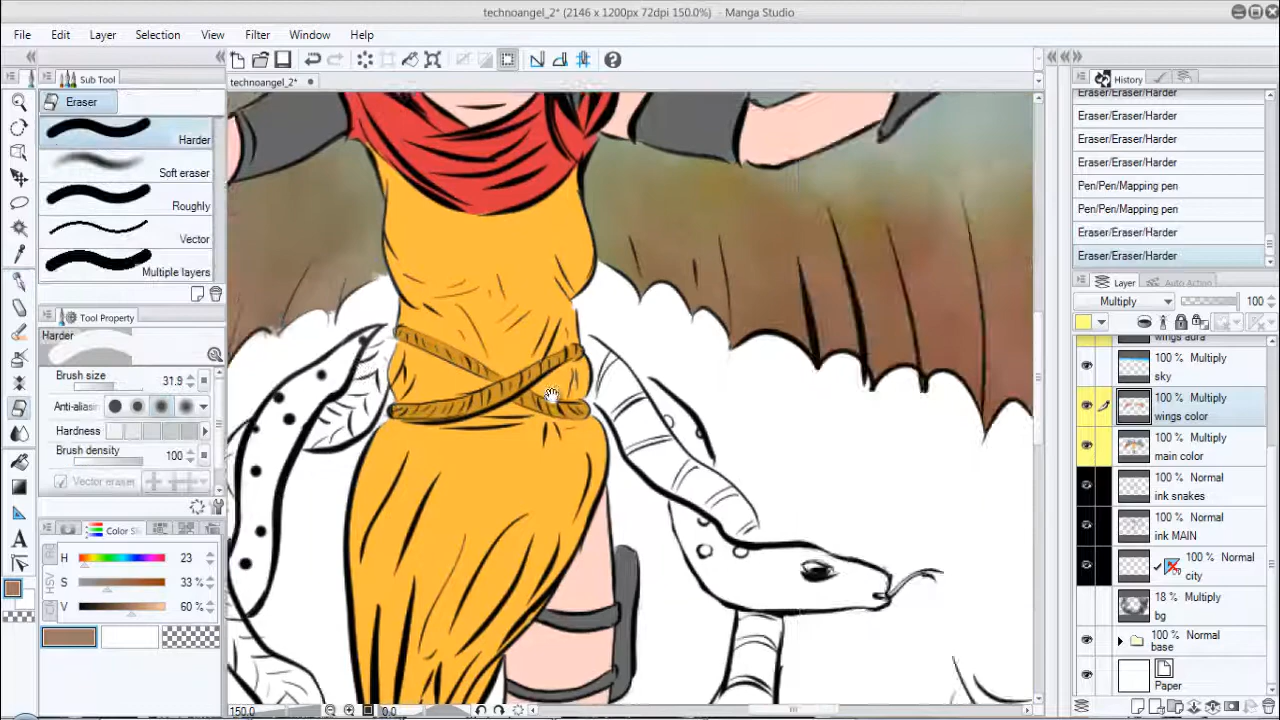 technoangel_2* (2146 x 1200px 72dpi 150.0%) - Manga Studio
File Edit Layer Selection View Filter Window Help
Sub Tool
technoangel_2*
History
Eraser
Harder
Soft eraser
Roughly
Vector
Multiple layers
Tool Property
Harder
Brush size 31.9
Anti-aliasin
Hardness
Brush density 100
Vector eraser
Color Sl
H 23
S 33 %
V 60 %
HSV
150.0
0.0
Eraser/Eraser/Harder
Eraser/Eraser/Harder
Eraser/Eraser/Harder
Eraser/Eraser/Harder
Pen/Pen/Mapping pen
Pen/Pen/Mapping pen
Eraser/Eraser/Harder
Eraser/Eraser/Harder
Layer Auto Action
Multiply 100
wings aura
100 % Multiply
sky
100 % Multiply
wings color
100 % Multiply
main color
100 % Normal
ink snakes
100 % Normal
ink MAIN
100 % Normal
city
18 % Multiply
bg
100 % Normal
base
Paper